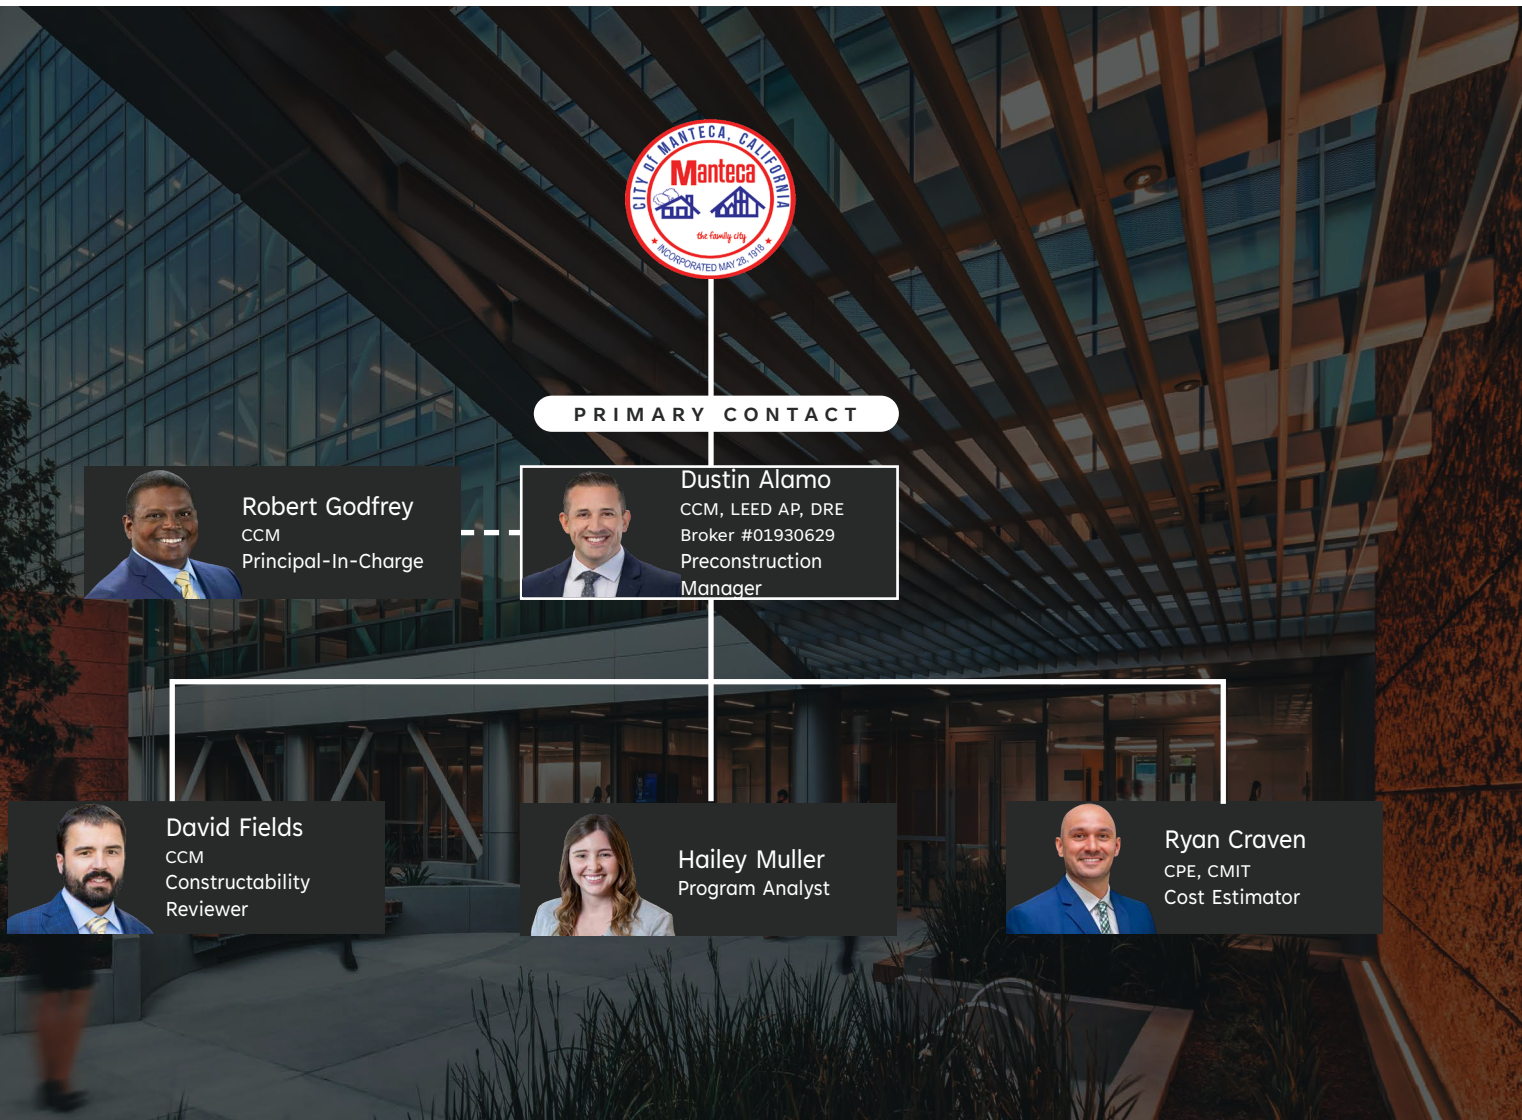 CITY of MANTECA, CALIFORNIA
Manteca
the family city
INCORPORATED MAY 28, 1918
PRIMARY CONTACT
Robert Godfrey
CCM
Principal-In-Charge
Dustin Alamo
CCM, LEED AP, DRE
Broker #01930629
Preconstruction
Manager
David Fields
CCM
Constructability
Reviewer
Hailey Muller
Program Analyst
Ryan Craven
CPE, CMIT
Cost Estimator